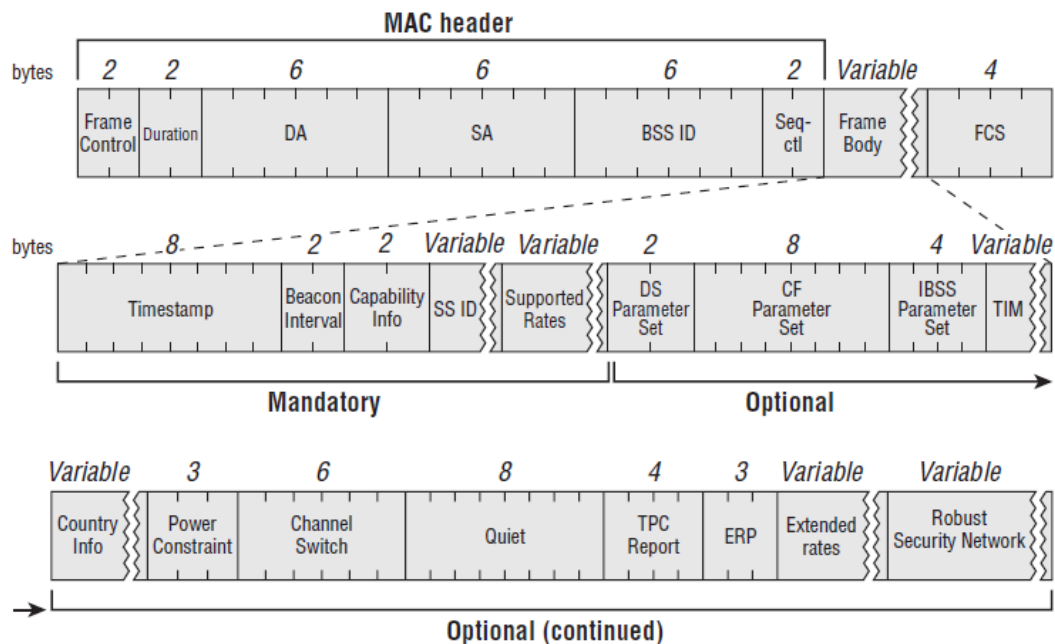 MAC header
bytes 2 2 6 6 6 2 Variable 4
Frame Control Duration DA SA BSS ID Seq-ctl Frame Body FCS
bytes 8 2 2 Variable Variable 2 8 4 Variable
Timestamp Beacon Interval Capability Info SS ID Supported Rates DS Parameter Set CF Parameter Set IBSS Parameter Set TIM
Mandatory Optional
Variable 3 6 8 4 3 Variable Variable
Country Info Power Constraint Channel Switch Quiet TPC Report ERP Extended rates Robust Security Network
Optional (continued)